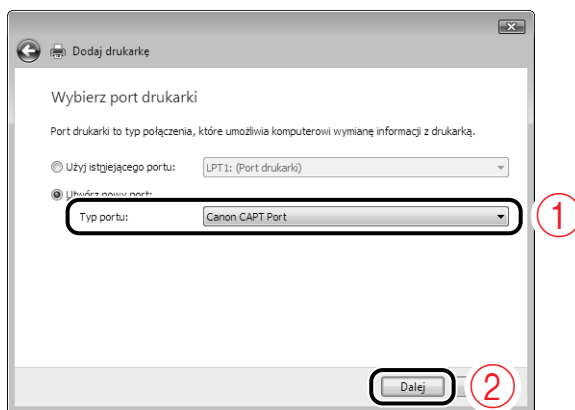 Dodaj drukarkę
Wybierz port drukarki
Port drukarki to typ połączenia, które umożliwia komputerowi wymianę informacji z drukarką.
Użyj istniejącego portu: LPT1: (Port drukarki)
Utwórz nowy port:
Typ portu: Canon CAPT Port
1
Dalej
2